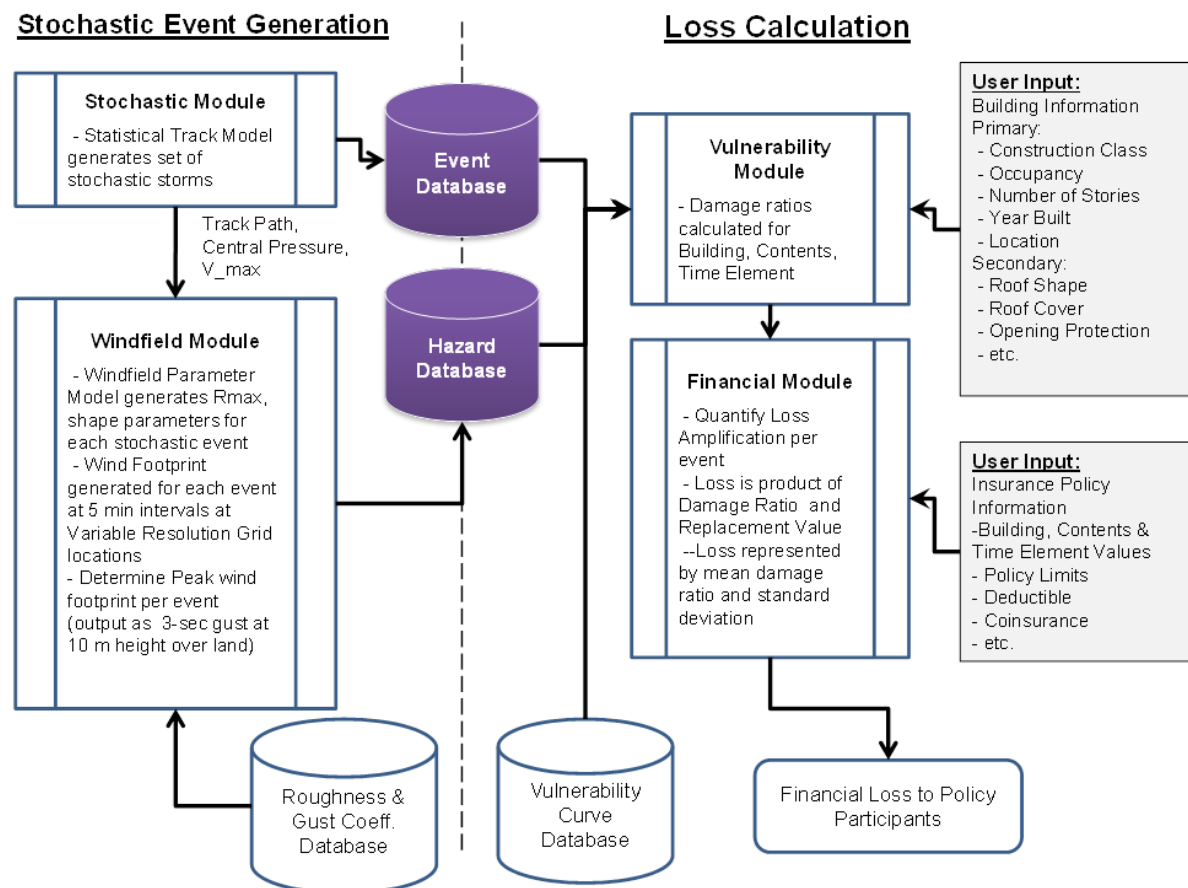 Stochastic Event Generation
Stochastic Module
- Statistical Track Model
generates set of
stochastic storms
Track Path,
Central Pressure,
V_max
Windfield Module
- Windfield Parameter
Model generates Rmax,
shape parameters for
each stochastic event
- Wind Footprint
generated for each event
at 5 min intervals at
Variable Resolution Grid
locations
- Determine Peak wind
footprint per event
(output as 3-sec gust at
10 m height over land)
Roughness &
Gust Coeff.
Database
Event
Database
Hazard
Database
Vulnerability
Curve
Database
Loss Calculation
Vulnerability
Module
- Damage ratios
calculated for
Building, Contents,
Time Element
Financial Module
- Quantify Loss
Amplification per
event
- Loss is product of
Damage Ratio and
Replacement Value
--Loss represented
by mean damage
ratio and standard
deviation
Financial Loss to Policy
Participants
User Input:
Building Information
Primary:
- Construction Class
- Occupancy
- Number of Stories
- Year Built
- Location
Secondary:
- Roof Shape
- Roof Cover
- Opening Protection
- etc.
User Input:
Insurance Policy
Information
-Building, Contents &
Time Element Values
- Policy Limits
- Deductible
- Coinsurance
- etc.